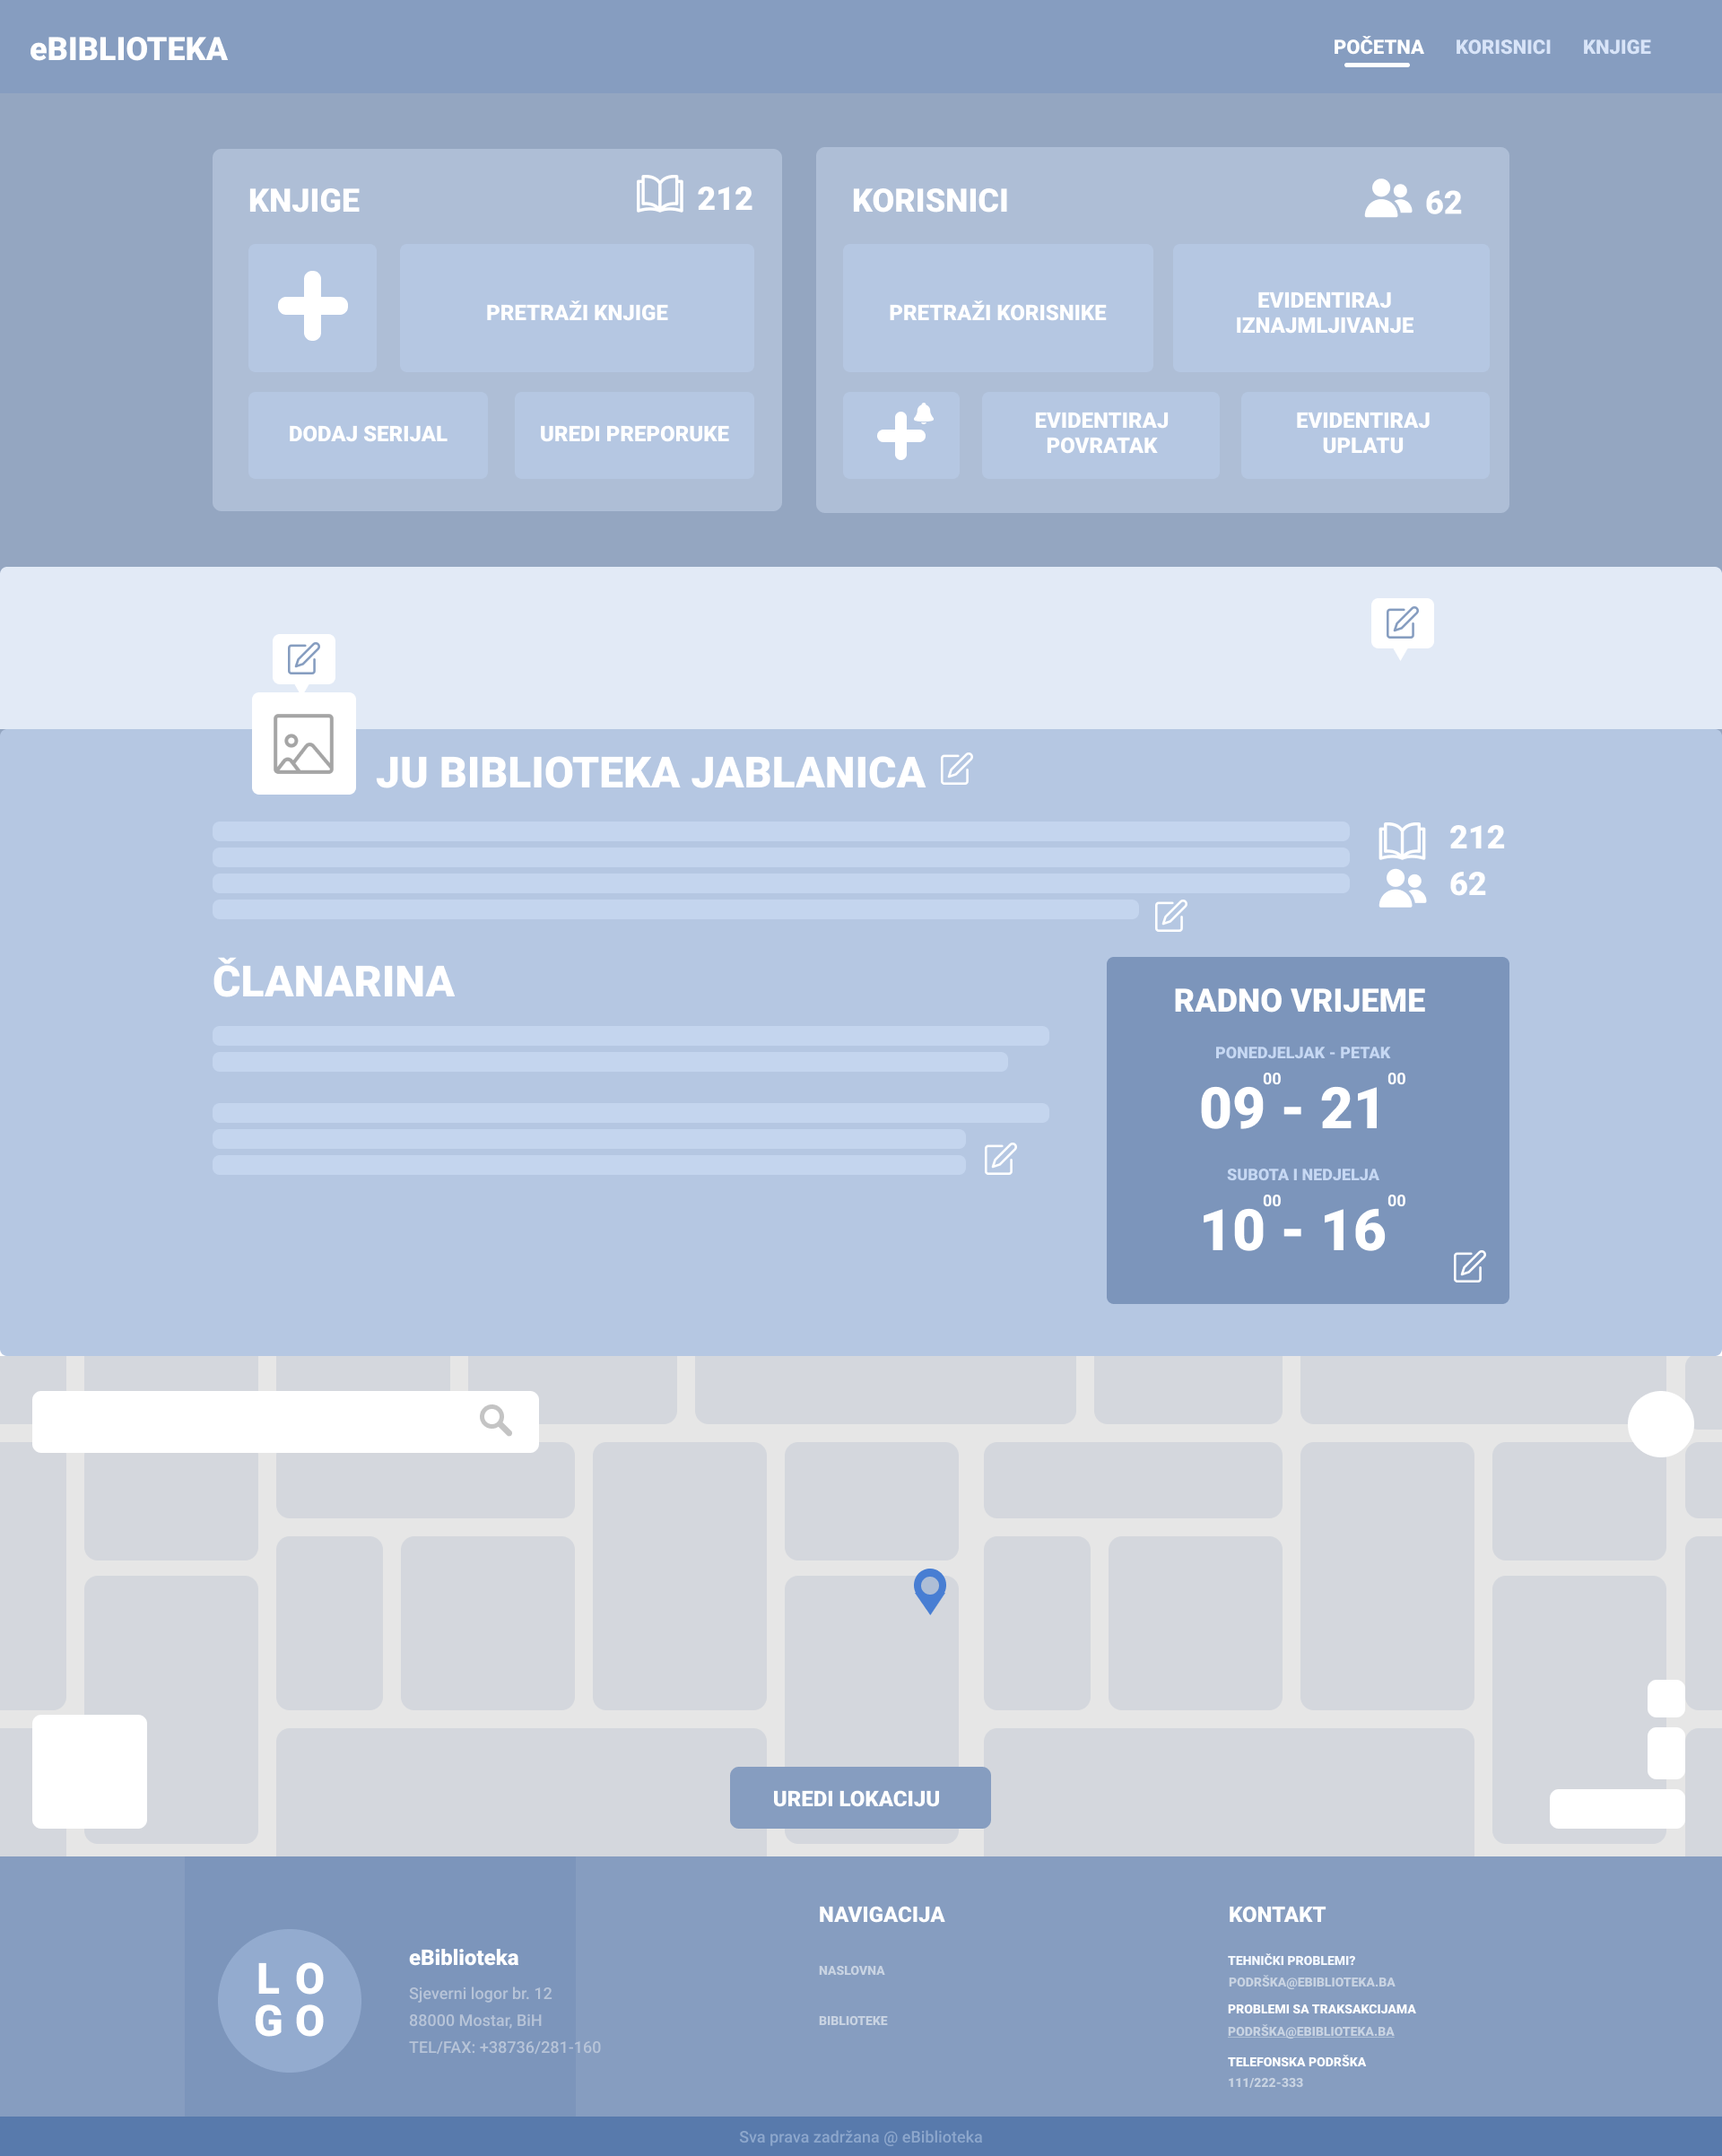 eBIBLIOTEKA
POČETNA KORISNICI KNJIGE
KNJIGE 212
PRETRAŽI KNJIGE
DODAJ SERIJAL UREDI PREPORUKE
KORISNICI 62
PRETRAŽI KORISNIKE
EVIDENTIRAJ
IZNAJMLJIVANJE
EVIDENTIRAJ
POVRATAK
EVIDENTIRAJ
UPLATU
JU BIBLIOTEKA JABLANICA
212
62
ČLANARINA
RADNO VRIJEME
PONEDJELJAK - PETAK
09 00 - 21 00
SUBOTA I NEDJELJA
10 00 - 16 00
UREDI LOKACIJU
L O
G O
eBiblioteka
Sjeverni logor br. 12
88000 Mostar, BiH
TEL/FAX: +38736/281-160
NAVIGACIJA
NASLOVNA
BIBLIOTEKE
KONTAKT
TEHNIČKI PROBLEMI?
PODRŠKA@EBIBLIOTEKA.BA
PROBLEMI SA TRAKSAKCIJAMA
PODRŠKA@EBIBLIOTEKA.BA
TELEFONSKA PODRŠKA
111/222-333
Sva prava zadržana @ eBiblioteka